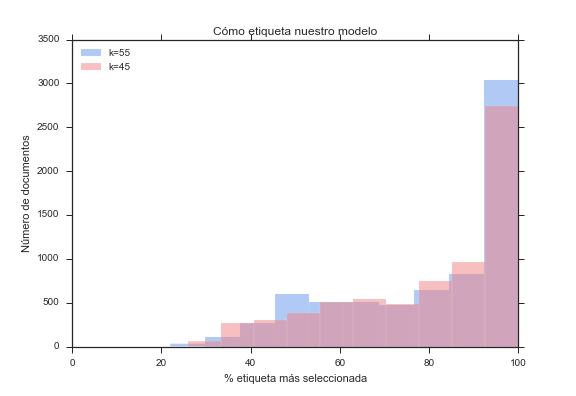 Cómo etiqueta nuestro modelo
k=55
k=45
Número de documentos
3500
3000
2500
2000
1500
1000
500
0
0 20 40 60 80 100
% etiqueta más seleccionada